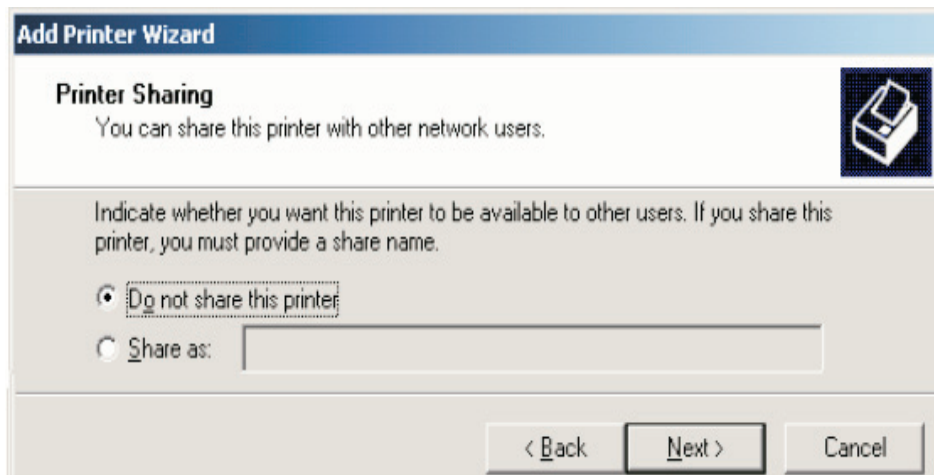 Add Printer Wizard
Printer Sharing
You can share this printer with other network users.
Indicate whether you want this printer to be available to other users. If you share this
printer, you must provide a share name.
Do not share this printer
Share as:
< Back Next > Cancel